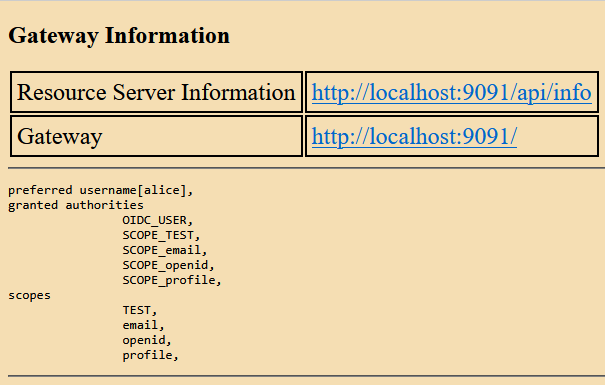 Gateway Information
Resource Server Information http://localhost:9091/api/info
Gateway http://localhost:9091/
preferred username[alice],
granted authorities
OIDC_USER,
SCOPE_TEST,
SCOPE_email,
SCOPE_openid,
SCOPE_profile,
scopes
TEST,
email,
openid,
profile,